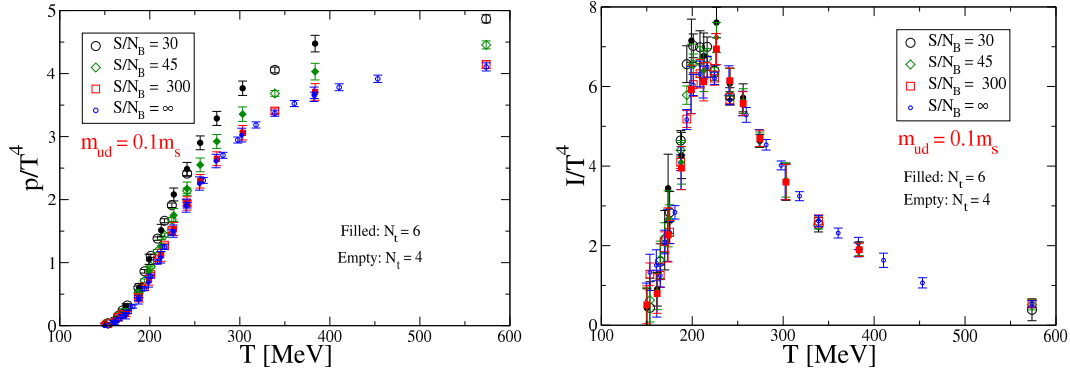 5
4
3
2
1
0
p/T^4
S/N_B = 30
S/N_B = 45
S/N_B = 300
S/N_B = ∞
m_ud = 0.1m_s
Filled: N_t = 6
Empty: N_t = 4
100 200 300 400 500 600
T [MeV]
8
6
4
2
0
I/T^4
S/N_B = 30
S/N_B = 45
S/N_B = 300
S/N_B = ∞
m_ud = 0.1m_s
Filled: N_t = 6
Empty: N_t = 4
100 200 300 400 500 600
T [MeV]